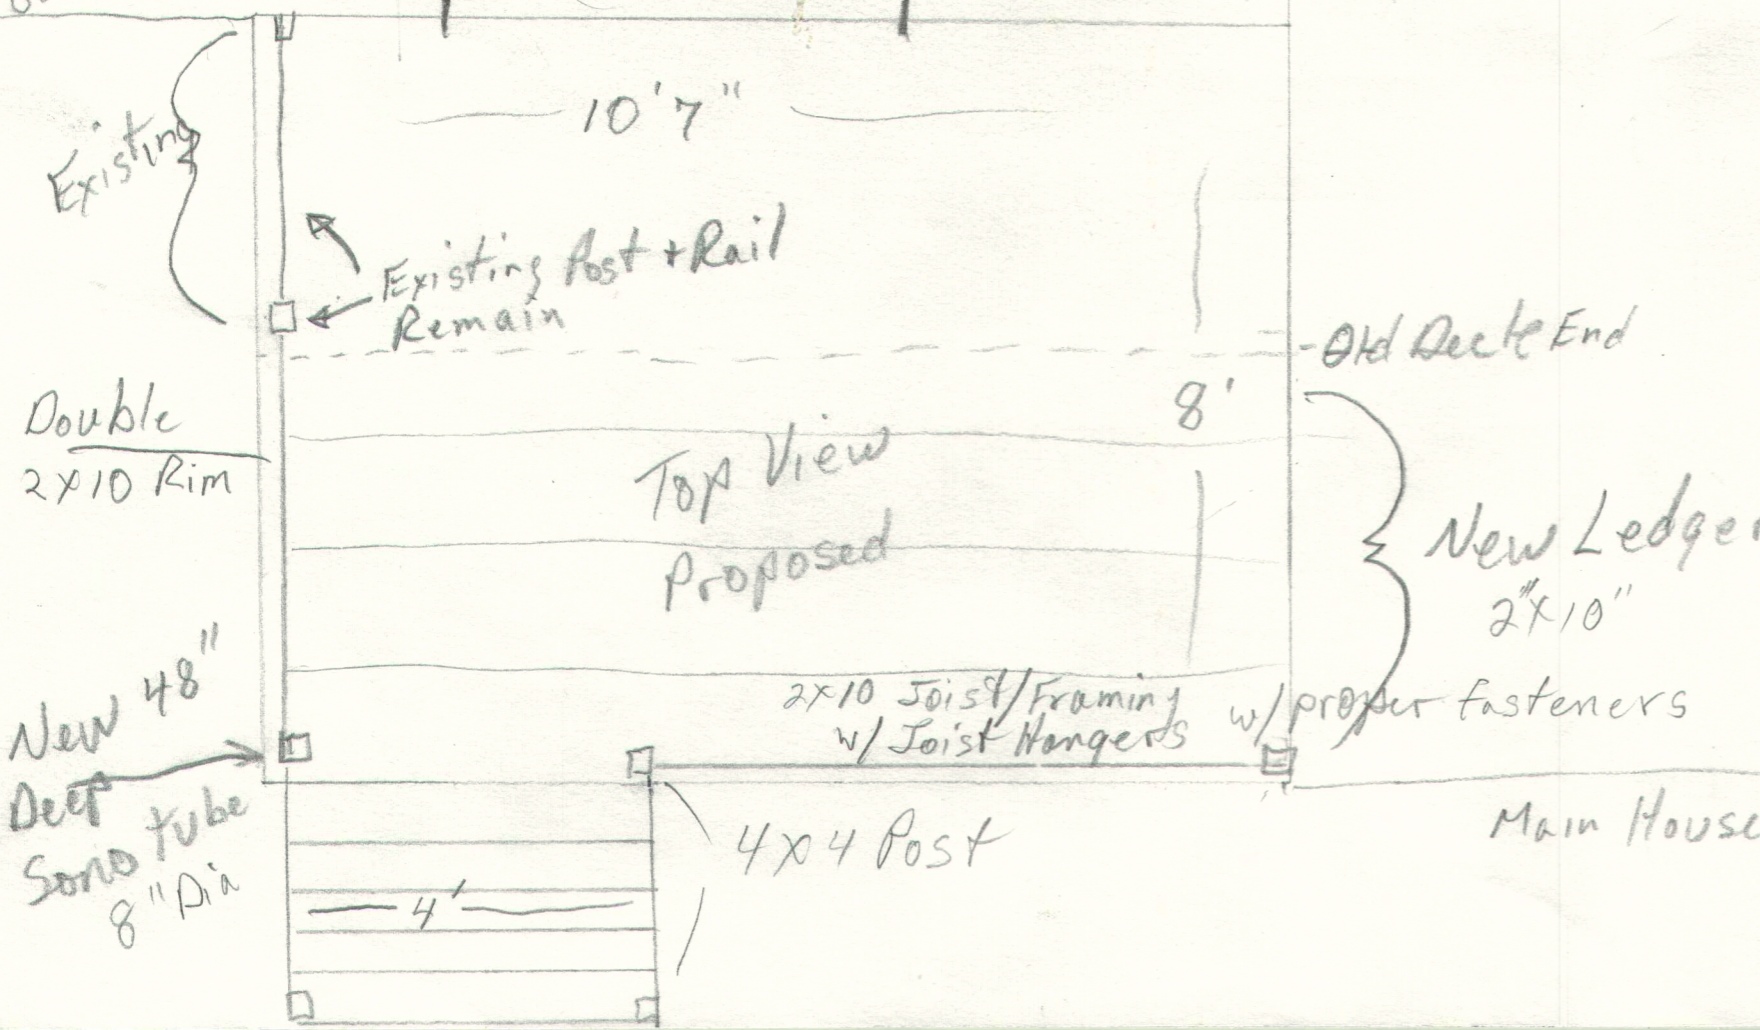 10'7"
Existing
Existing Post + Rail
Remain
Old Deck End
8'
Double
2x10 Rim
Top View
Proposed
New Ledger
2"x10"
w/ proper fasteners
2x10 Joist/Framing
w/ Joist Hangers
New 48"
Deep
Sono tube
8" Dia
Main House
4x4 Post
4'